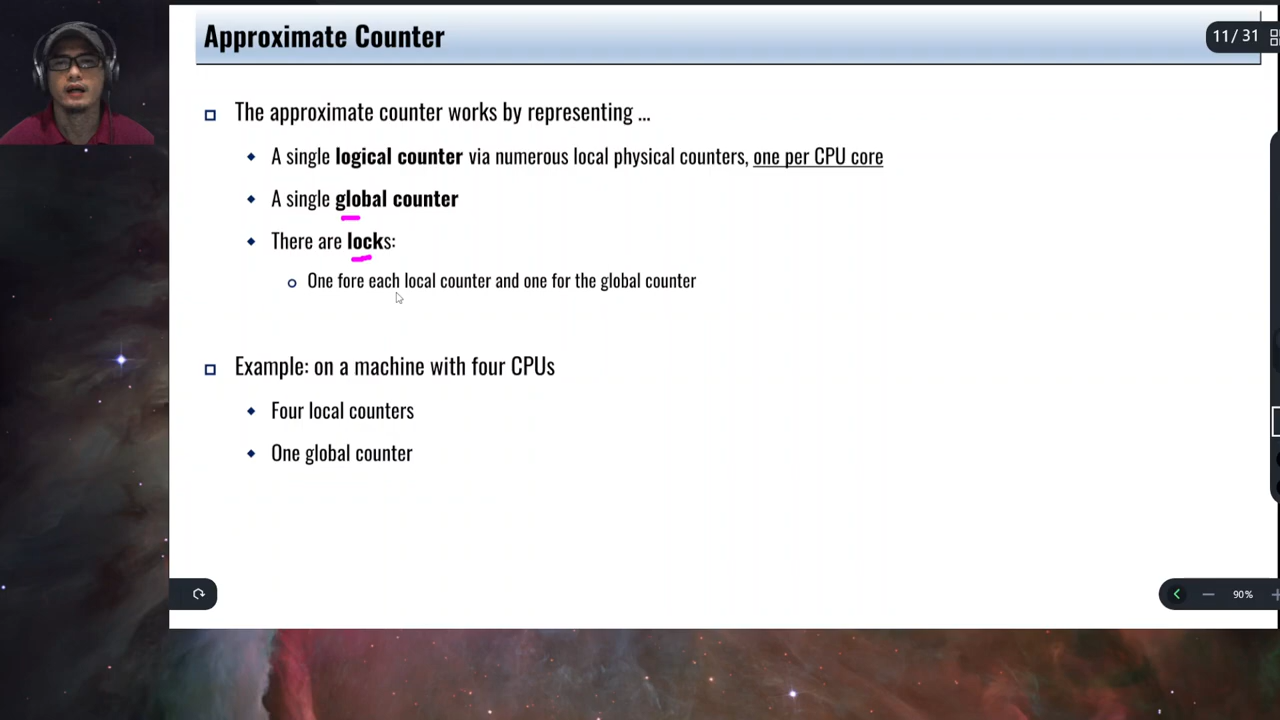 Approximate Counter
11 / 31
The approximate counter works by representing ...
A single logical counter via numerous local physical counters, one per CPU core
A single global counter
There are locks:
One fore each local counter and one for the global counter
Example: on a machine with four CPUs
Four local counters
One global counter
90%